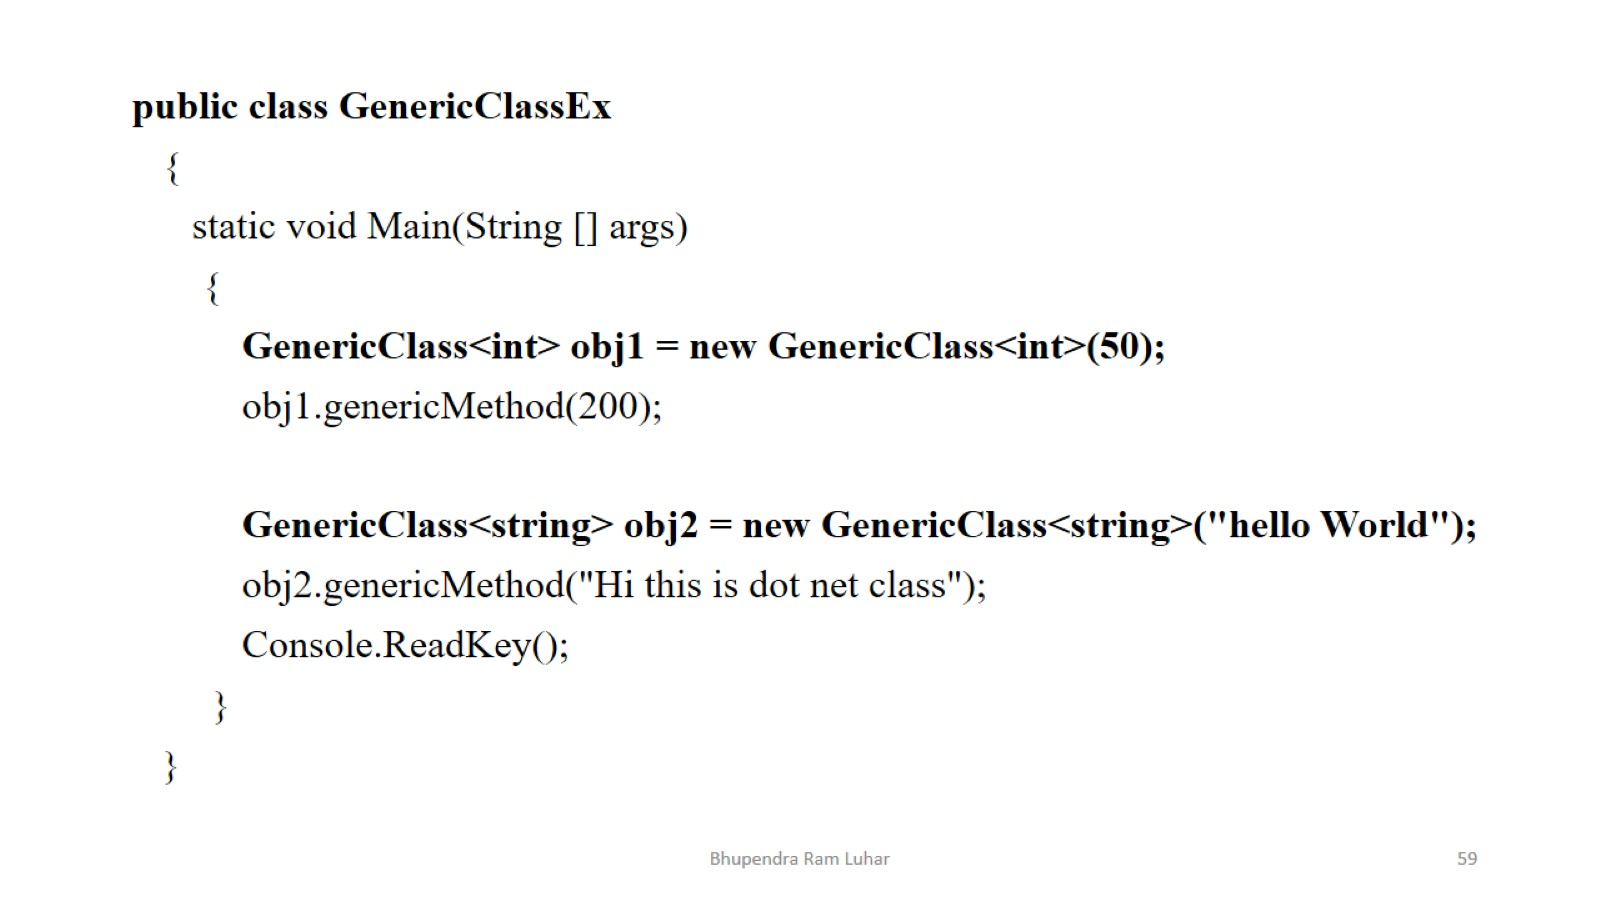 public class GenericClassEx
{
static void Main(String [] args)
{
GenericClass<int> obj1 = new GenericClass<int>(50);
obj1.genericMethod(200);
GenericClass<string> obj2 = new GenericClass<string>("hello World");
obj2.genericMethod("Hi this is dot net class");
Console.ReadKey();
}
}
Bhupendra Ram Luhar
59